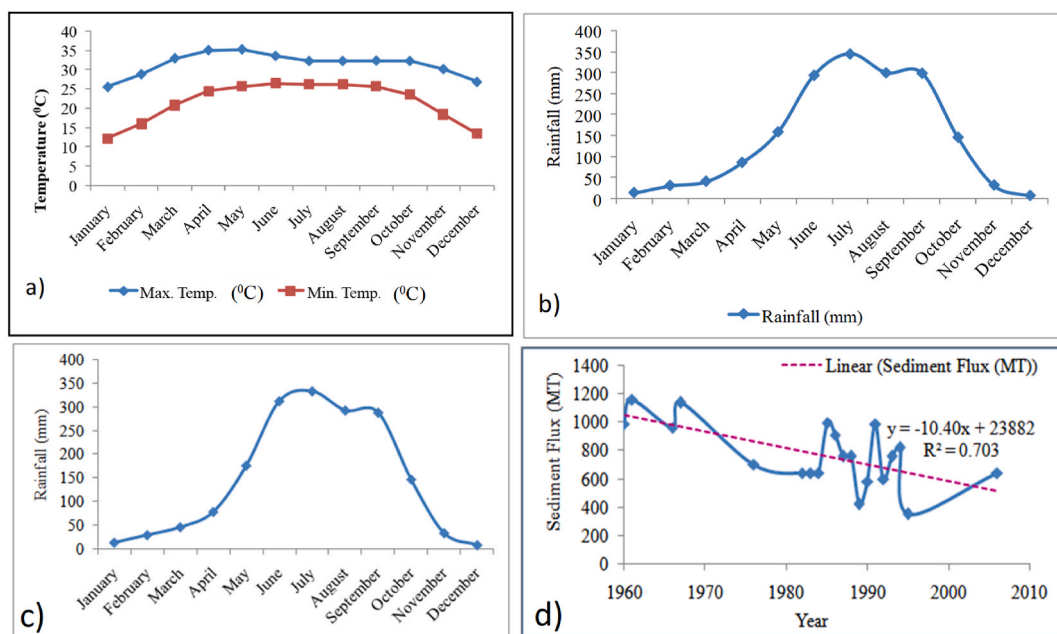 40
35
30
25
20
15
10
5
0
Temperature (⁰C)
January
February
March
April
May
June
July
August
September
October
November
December
a)
Max. Temp. (⁰C)
Min. Temp. (⁰C)
400
350
300
250
200
150
100
50
0
Rainfall (mm)
January
February
March
April
May
June
July
August
September
October
November
December
b)
Rainfall (mm)
400
350
300
250
200
150
100
50
0
Rainfall (mm)
January
February
March
April
May
June
July
August
September
October
November
December
c)
1400
1200
1000
800
600
400
200
0
Sediment Flux (MT)
Linear (Sediment Flux (MT))
y = -10.40x + 23882
R² = 0.703
1960 1970 1980 1990 2000 2010
Year
d)